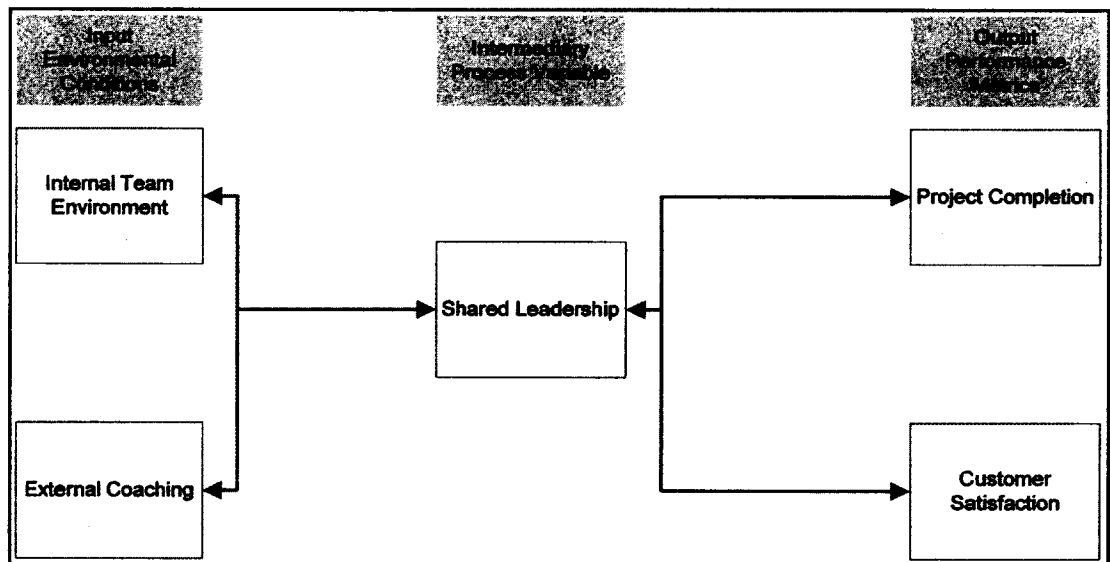 Input
Environmental
Conditions
Intermediary
Process Variable
Output
Performance
Metrics
Internal Team
Environment
Project Completion
Shared Leadership
External Coaching
Customer
Satisfaction